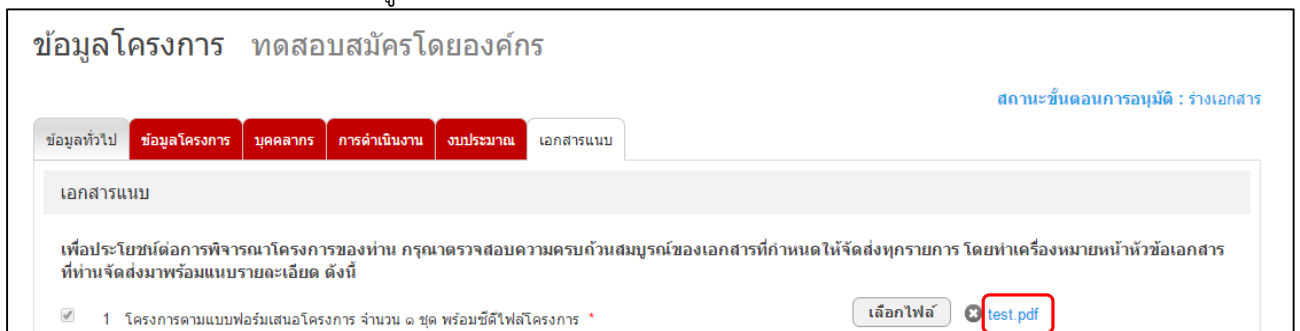 ข้อมูลโครงการ ทดสอบสมัครโดยองค์กร
สถานะขั้นตอนการอนุมัติ : ร่างเอกสาร
ข้อมูลทั่วไป ข้อมูลโครงการ บุคคลากร การดำเนินงาน งบประมาณ เอกสารแนบ
เอกสารแนบ
เพื่อประโยชน์ต่อการพิจารณาโครงการของท่าน กรุณาตรวจสอบความครบถ้วนสมบูรณ์ของเอกสารที่กำหนดให้จัดส่งทุกรายการ โดยทำเครื่องหมายหน้าหัวข้อเอกสาร
ที่ท่านจัดส่งมาพร้อมแนบรายละเอียด ดังนี้
1 โครงการตามแบบฟอร์มเสนอโครงการ จำนวน ๑ ชุด พร้อมซีดีไฟล์โครงการ * เลือกไฟล์ test.pdf